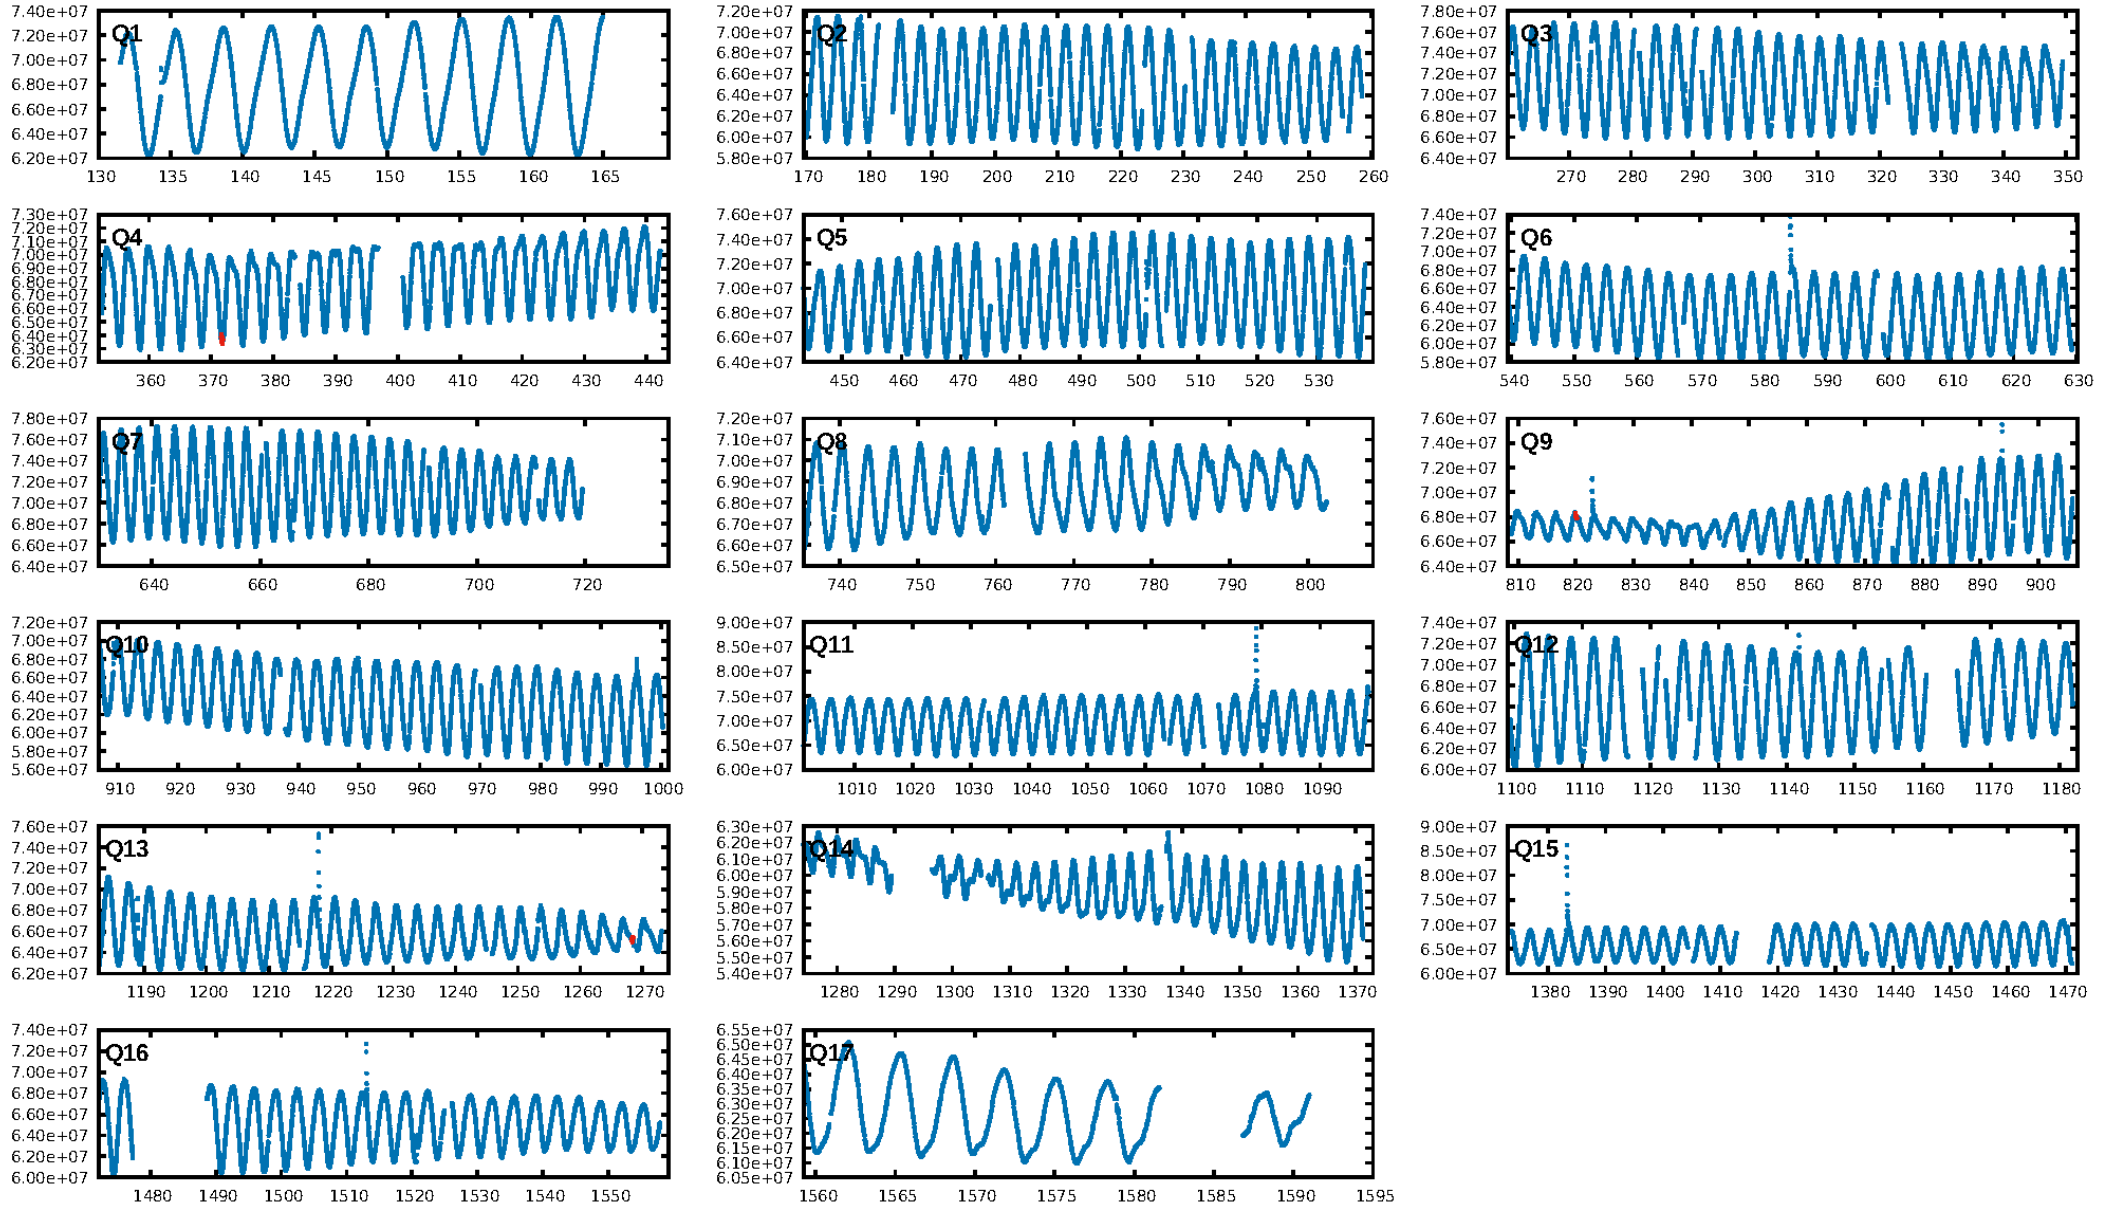 7.40e+07 7.20e+07 7.00e+07 6.80e+07 6.60e+07 6.40e+07 6.20e+07
Q1
130 135 140 145 150 155 160 165
7.20e+07 7.00e+07 6.80e+07 6.60e+07 6.40e+07 6.20e+07 6.00e+07 5.80e+07
Q2
170 180 190 200 210 220 230 240 250 260
7.80e+07 7.60e+07 7.40e+07 7.20e+07 7.00e+07 6.80e+07 6.60e+07 6.40e+07
Q3
270 280 290 300 310 320 330 340 350
7.30e+07 7.20e+07 7.10e+07 7.00e+07 6.90e+07 6.80e+07 6.70e+07 6.60e+07 6.50e+07 6.40e+07 6.30e+07 6.20e+07
Q4
360 370 380 390 400 410 420 430 440
7.60e+07 7.40e+07 7.20e+07 7.00e+07 6.80e+07 6.60e+07 6.40e+07
Q5
450 460 470 480 490 500 510 520 530
7.40e+07 7.20e+07 7.00e+07 6.80e+07 6.60e+07 6.40e+07 6.20e+07 6.00e+07 5.80e+07
Q6
540 550 560 570 580 590 600 610 620 630
7.80e+07 7.60e+07 7.40e+07 7.20e+07 7.00e+07 6.80e+07 6.60e+07 6.40e+07
Q7
640 660 680 700 720
7.20e+07 7.10e+07 7.00e+07 6.90e+07 6.80e+07 6.70e+07 6.60e+07 6.50e+07
Q8
740 750 760 770 780 790 800
7.60e+07 7.40e+07 7.20e+07 7.00e+07 6.80e+07 6.60e+07 6.40e+07
Q9
810 820 830 840 850 860 870 880 890 900
7.20e+07 7.00e+07 6.80e+07 6.60e+07 6.40e+07 6.20e+07 6.00e+07 5.80e+07 5.60e+07
Q10
910 920 930 940 950 960 970 980 990 1000
9.00e+07 8.50e+07 8.00e+07 7.50e+07 7.00e+07 6.50e+07 6.00e+07
Q11
1010 1020 1030 1040 1050 1060 1070 1080 1090
7.40e+07 7.20e+07 7.00e+07 6.80e+07 6.60e+07 6.40e+07 6.20e+07 6.00e+07
Q12
1100 1110 1120 1130 1140 1150 1160 1170 1180
7.60e+07 7.40e+07 7.20e+07 7.00e+07 6.80e+07 6.60e+07 6.40e+07 6.20e+07
Q13
1190 1200 1210 1220 1230 1240 1250 1260 1270
6.30e+07 6.20e+07 6.10e+07 6.00e+07 5.90e+07 5.80e+07 5.70e+07 5.60e+07 5.50e+07 5.40e+07
Q14
1280 1290 1300 1310 1320 1330 1340 1350 1360 1370
9.00e+07 8.50e+07 8.00e+07 7.50e+07 7.00e+07 6.50e+07 6.00e+07
Q15
1380 1390 1400 1410 1420 1430 1440 1450 1460 1470
7.40e+07 7.20e+07 7.00e+07 6.80e+07 6.60e+07 6.40e+07 6.20e+07 6.00e+07
Q16
1480 1490 1500 1510 1520 1530 1540 1550
6.55e+07 6.50e+07 6.45e+07 6.40e+07 6.35e+07 6.30e+07 6.25e+07 6.20e+07 6.15e+07 6.10e+07 6.05e+07
Q17
1560 1565 1570 1575 1580 1585 1590 1595